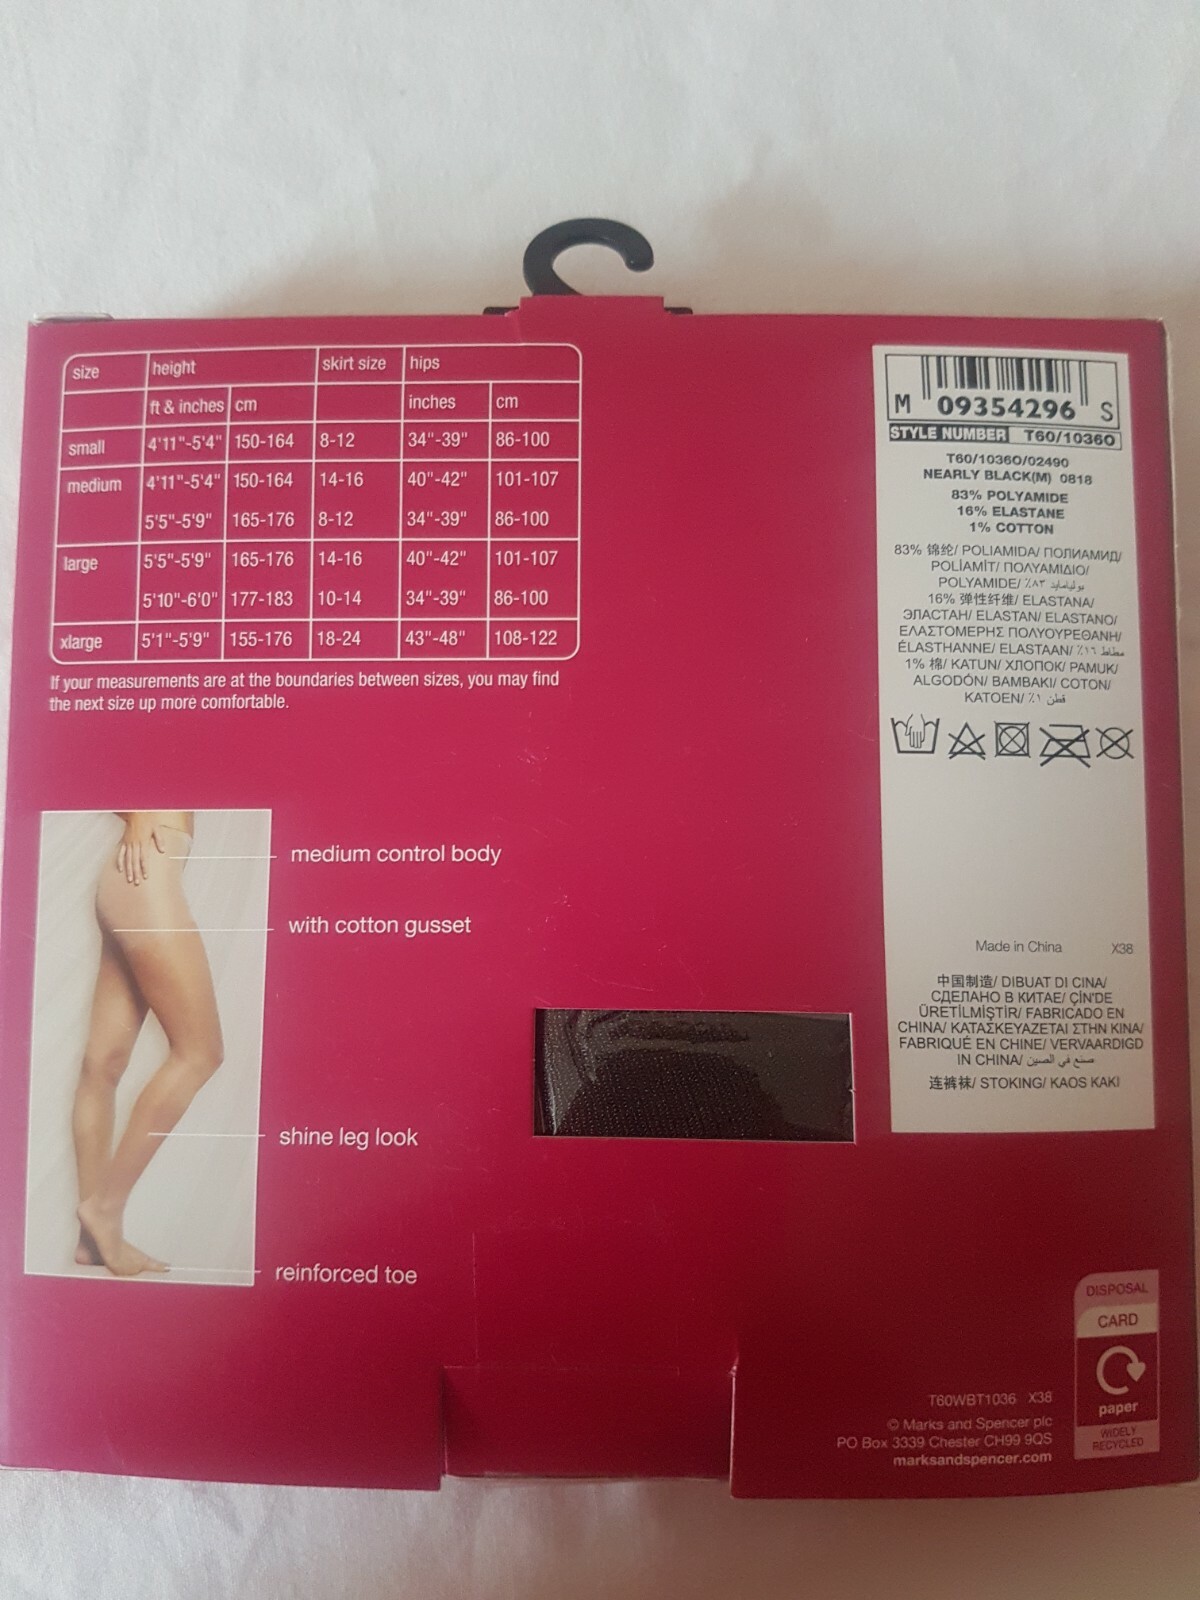 size height skirt size hips
ft & inches cm inches cm
small 4'11"-5'4" 150-164 8-12 34"-39" 86-100
medium 4'11"-5'4" 150-164 14-16 40"-42" 101-107
5'5"-5'9" 165-176 8-12 34"-39" 86-100
large 5'5"-5'9" 165-176 14-16 40"-42" 101-107
5'10"-6'0" 177-183 10-14 34"-39" 86-100
xlarge 5'1"-5'9" 155-176 18-24 43"-48" 108-122
If your measurements are at the boundaries between sizes, you may find
the next size up more comfortable.
medium control body
with cotton gusset
shine leg look
reinforced toe
M 09354296 S
STYLE NUMBER T60/1036O
T60/1036O/02490
NEARLY BLACK(M) 0818
83% POLYAMIDE
16% ELASTANE
1% COTTON
83% 锦纶/ POLIAMIDA/ ПОЛИАМИД/
POLİAMİT/ ΠΟΛΥΑΜΙΔΙΟ/
POLYAMIDE/ ٪٨٣ بوليامايد
16% 弹性纤维/ ELASTANA/
ЭЛАСТАН/ ELASTAN/ ELASTANO/
ΕΛΑΣΤΟΜΕΡΗΣ ΠΟΛΥΟΥΡΕΘΑΝΗ/
ÉLASTHANNE/ ELASTAAN/ ٪١٦ مطاط
1% 棉/ KATUN/ ХЛОПОК/ PAMUK/
ALGODÓN/ BAMBAKI/ COTON/
KATOEN/ ٪١ قطن
Made in China X38
中国制造/ DIBUAT DI CINA/
СДЕЛАНО В КИТАЕ/ ÇİN'DE
ÜRETİLMİŞTİR/ FABRICADO EN
CHINA/ ΚΑΤΑΣΚΕΥΑΖΕΤΑΙ ΣΤΗΝ ΚΙΝΑ/
FABRIQUÉ EN CHINE/ VERVAARDIGD
IN CHINA/ صنع في الصين
连裤袜/ STOKING/ KAOS KAKI
DISPOSAL
CARD
paper
WIDELY
RECYCLED
T60WBT1036 X38
© Marks and Spencer plc
PO Box 3339 Chester CH99 9QS
marksandspencer.com